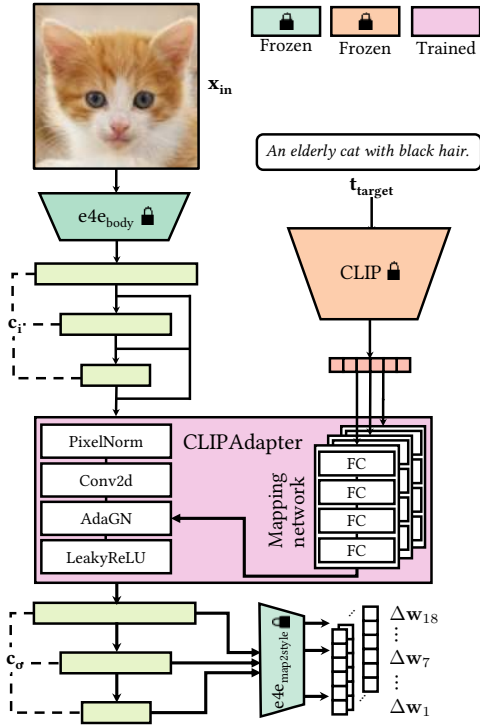 Frozen
Frozen
Trained
x_in
An elderly cat with black hair.
t_target
e4e_body
CLIP
c_i
CLIPAdapter
PixelNorm
Conv2d
AdaGN
LeakyReLU
Mapping
network
FC
FC
FC
FC
c_σ
e4e_map2style
Δw_18
⋮
Δw_7
⋮
Δw_1